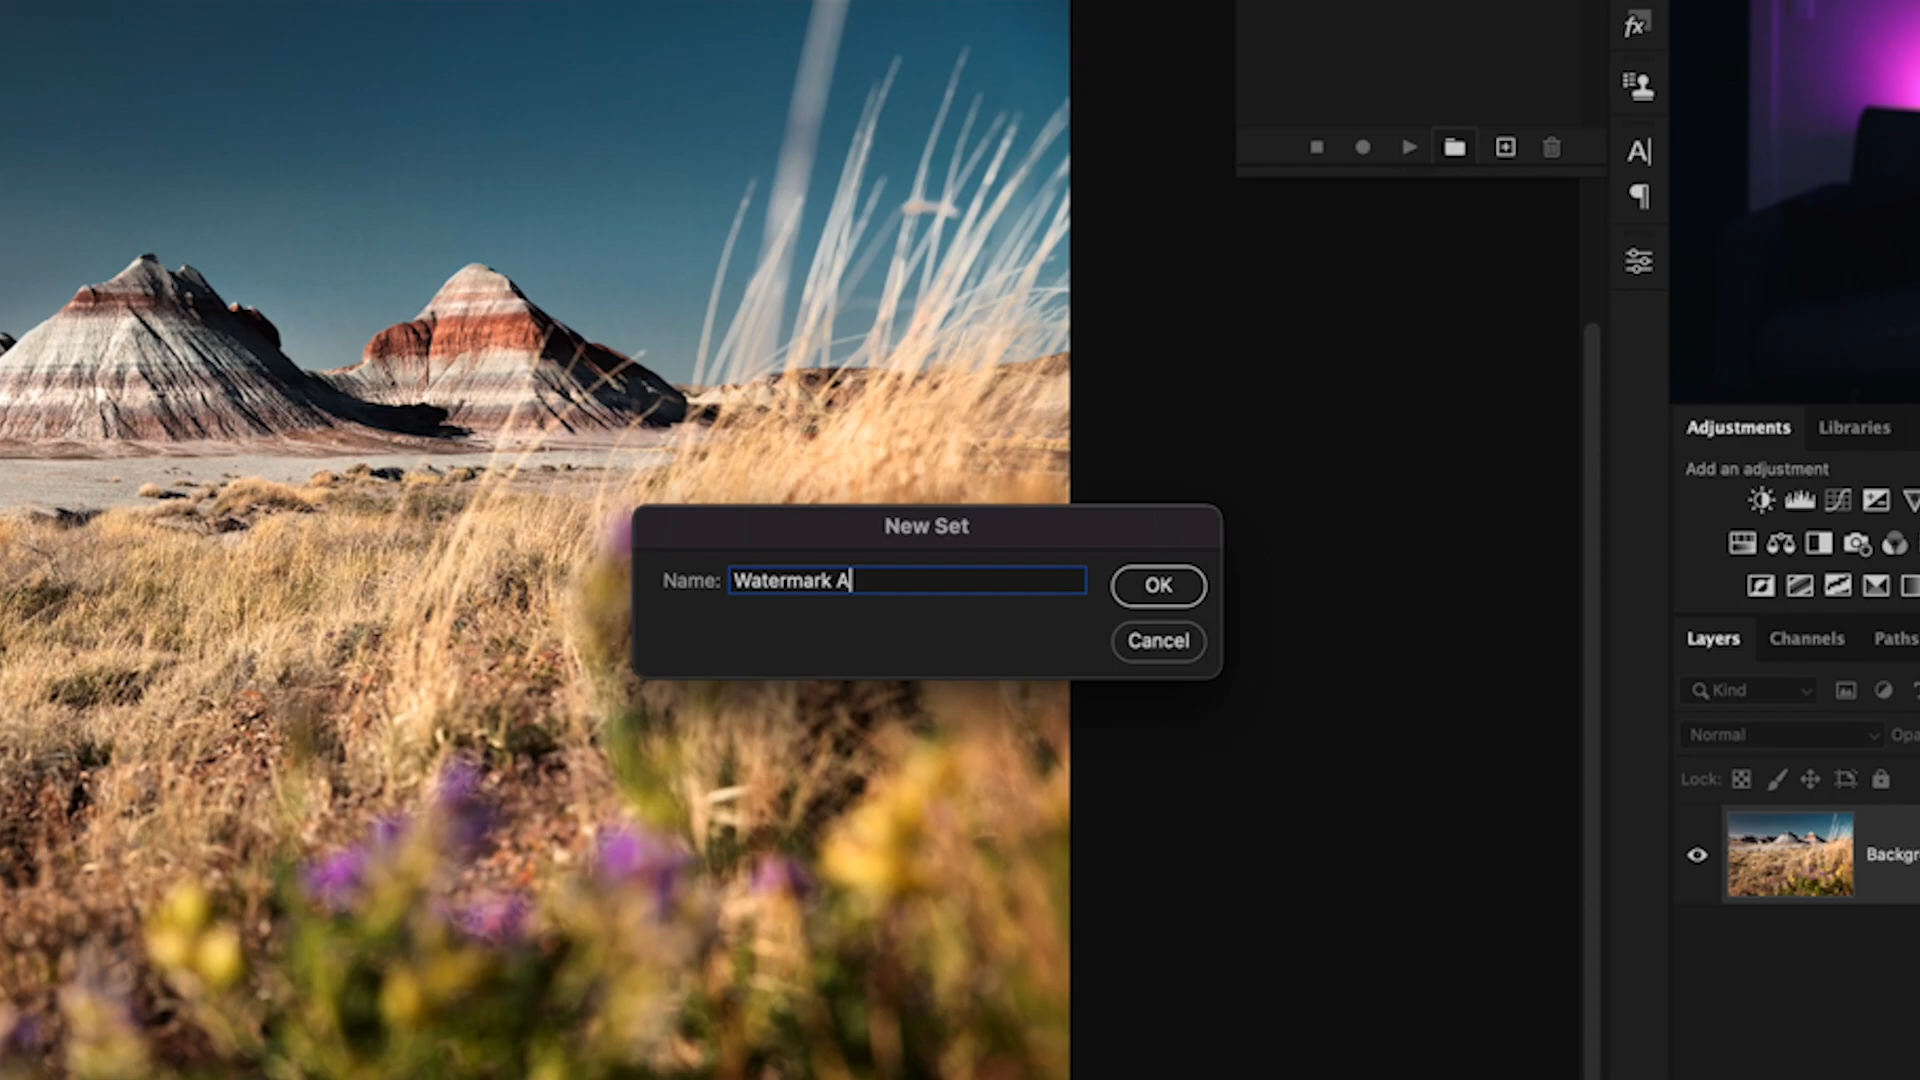 fx
A|
Adjustments Libraries
Add an adjustment
New Set
Name: Watermark A
OK
Cancel
Layers Channels Paths
Kind
Normal
Opa
Lock:
Backgr